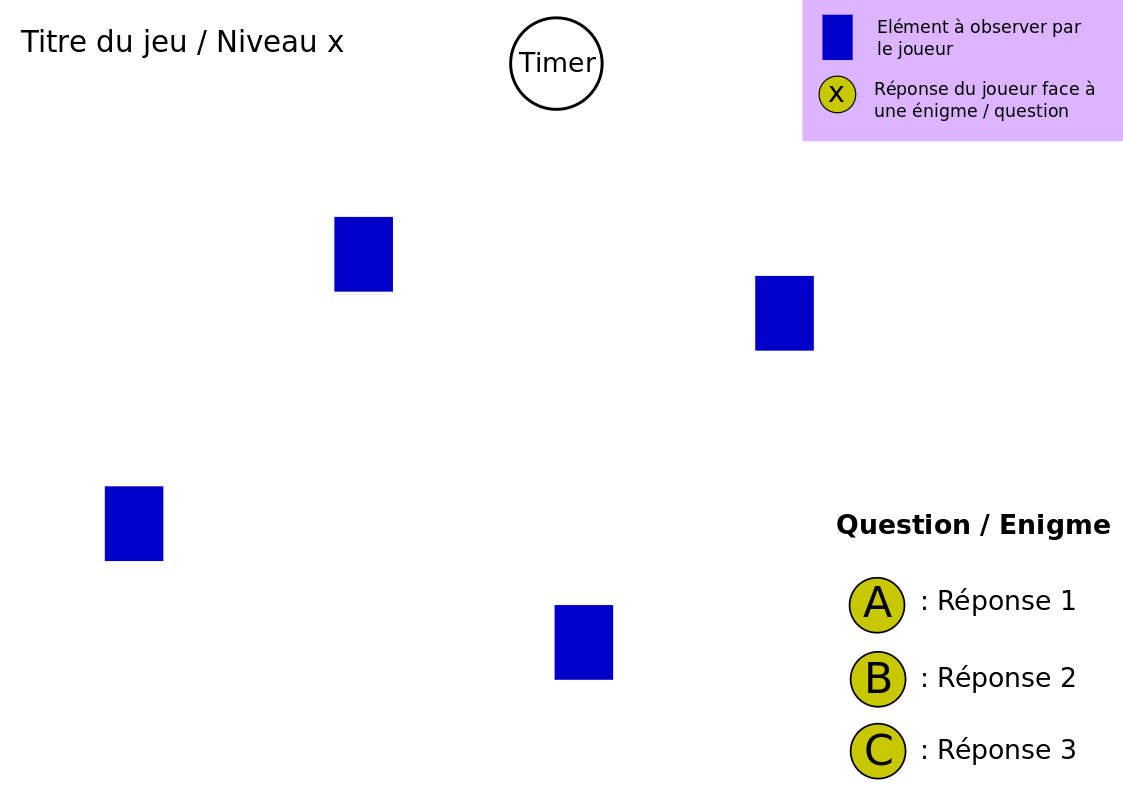 Titre du jeu / Niveau x
Timer
Elément à observer par
le joueur
x
Réponse du joueur face à
une énigme / question
Question / Enigme
A : Réponse 1
B : Réponse 2
C : Réponse 3